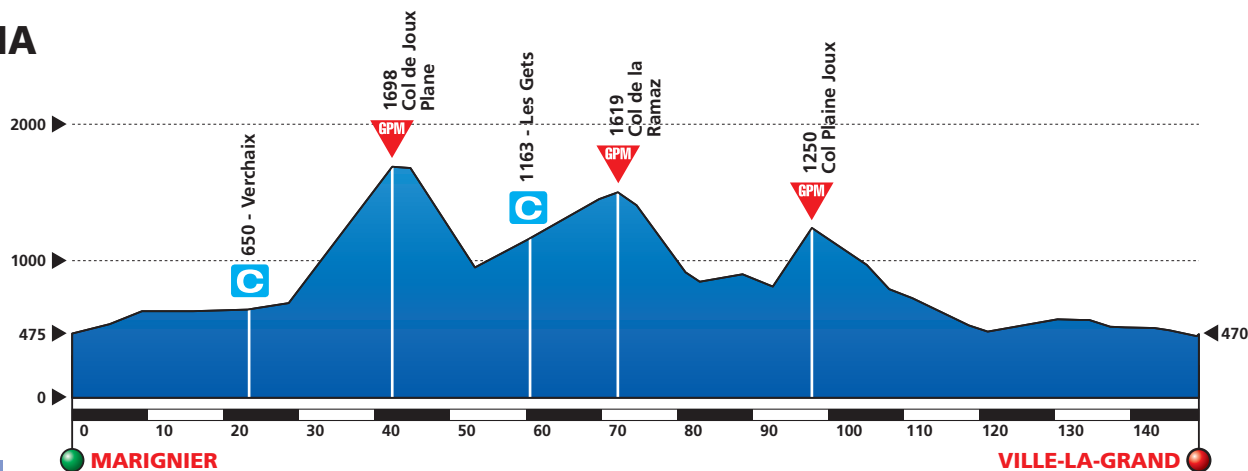 IA
2000
1000
475
0
650 - Verchaix
C
1698
Col de Joux
Plane
GPM
1163 - Les Gets
C
1619
Col de la
Ramaz
GPM
1250
Col Plaine Joux
GPM
470
0 10 20 30 40 50 60 70 80 90 100 110 120 130 140
MARIGNIER
VILLE-LA-GRAND